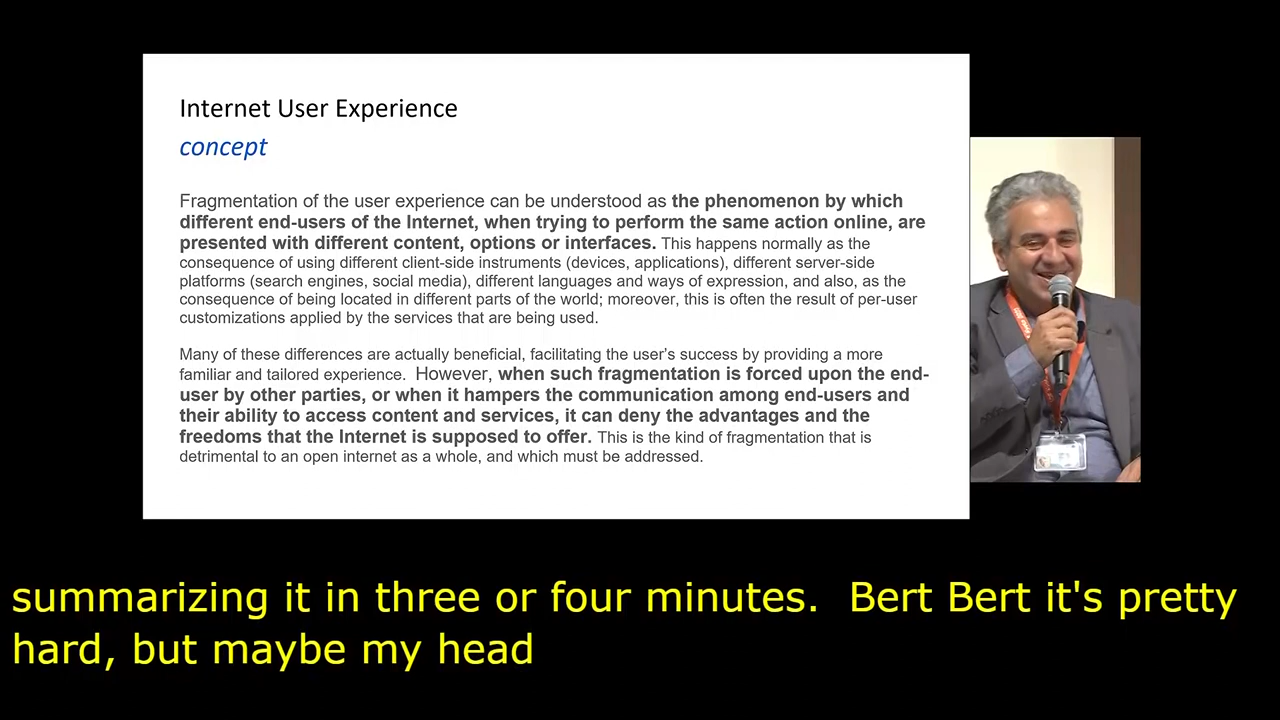 Internet User Experience
concept
Fragmentation of the user experience can be understood as the phenomenon by which
different end-users of the Internet, when trying to perform the same action online, are
presented with different content, options or interfaces. This happens normally as the
consequence of using different client-side instruments (devices, applications), different server-side
platforms (search engines, social media), different languages and ways of expression, and also, as the
consequence of being located in different parts of the world; moreover, this is often the result of per-user
customizations applied by the services that are being used.
Many of these differences are actually beneficial, facilitating the user’s success by providing a more
familiar and tailored experience.  However, when such fragmentation is forced upon the end-
user by other parties, or when it hampers the communication among end-users and
their ability to access content and services, it can deny the advantages and the
freedoms that the Internet is supposed to offer. This is the kind of fragmentation that is
detrimental to an open internet as a whole, and which must be addressed.
summarizing it in three or four minutes.  Bert Bert it's pretty
hard, but maybe my head